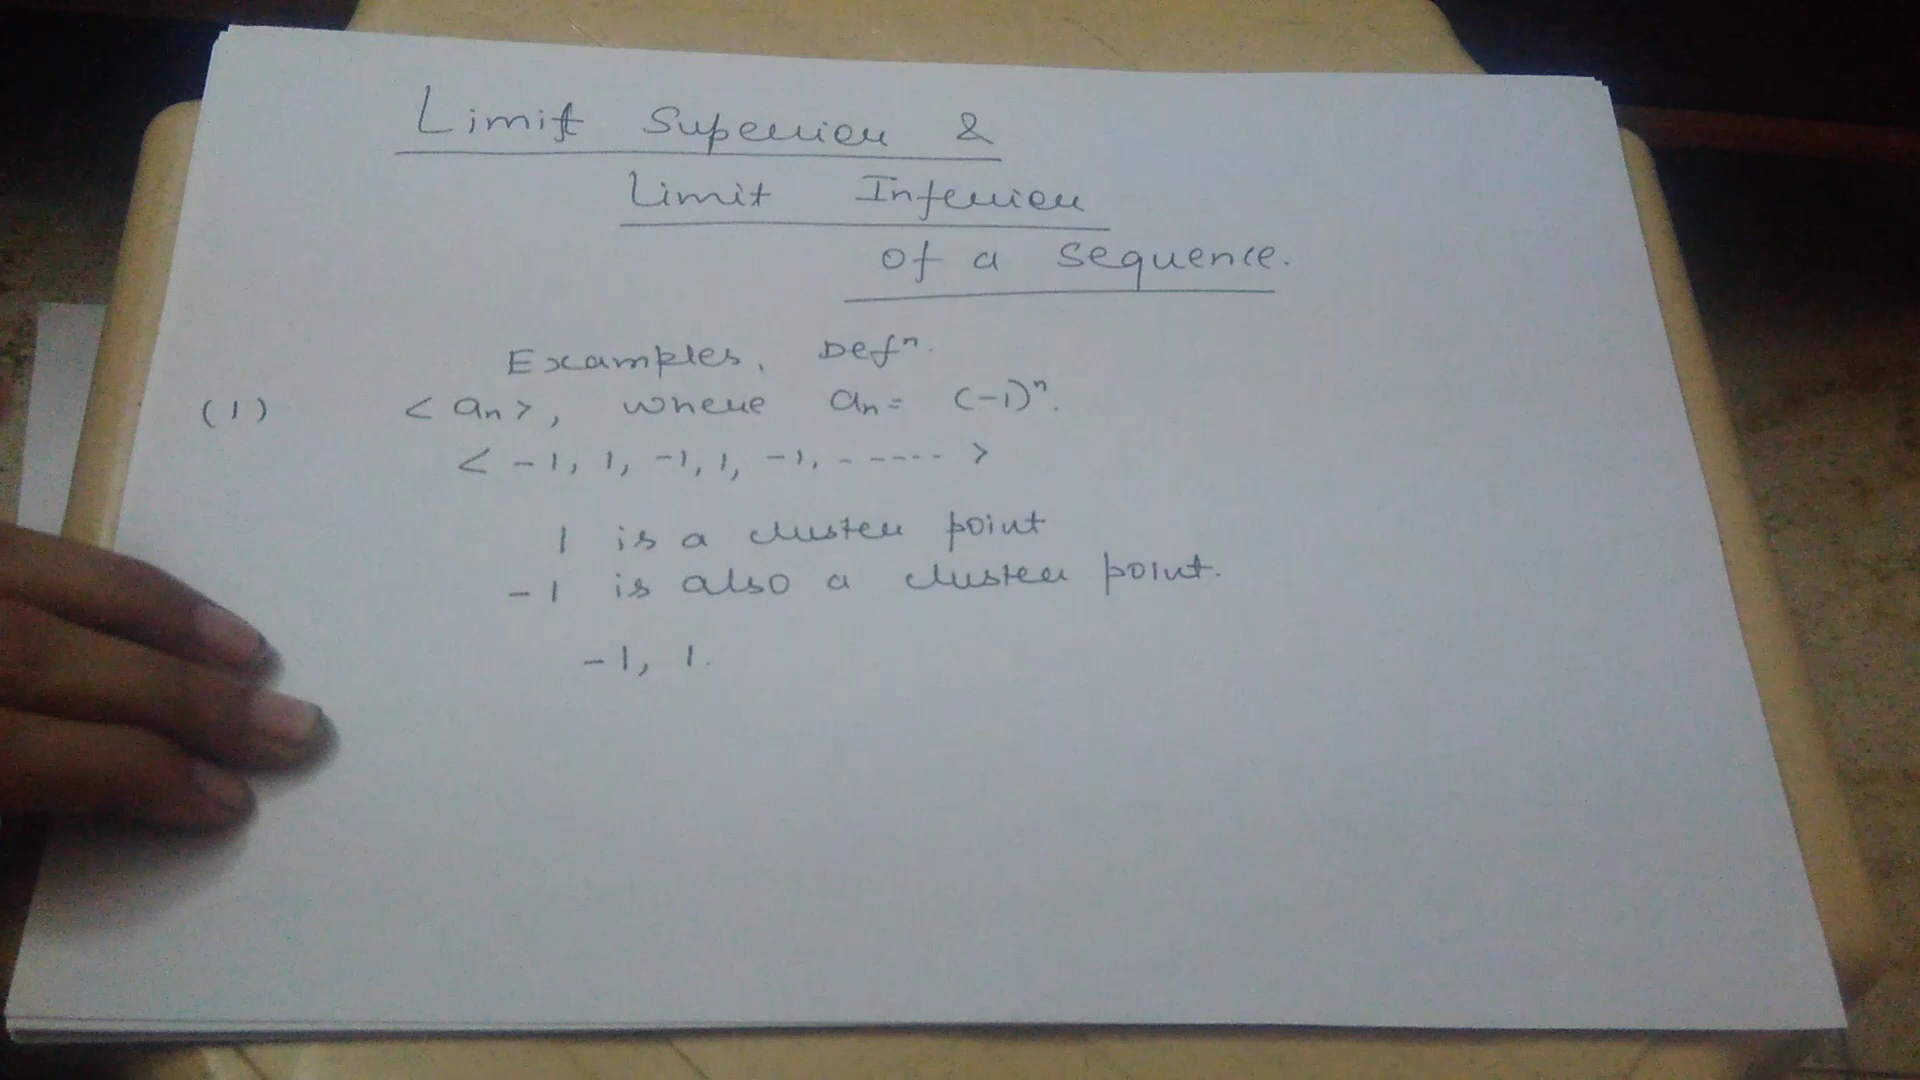 Limit Superior &
Limit Inferior
of a sequence.
Examples, Defⁿ.
(1) < aₙ >, where aₙ = (-1)ⁿ.
< -1, 1, -1, 1, -1, ------ >
1 is a cluster point
-1 is also a cluster point.
-1, 1.